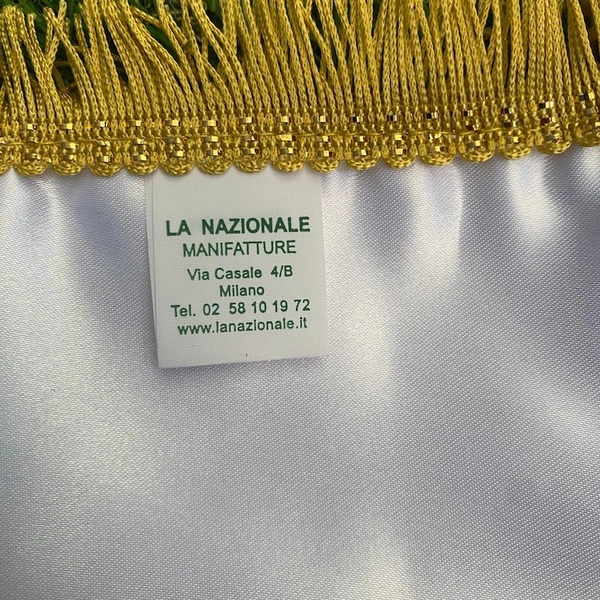 LA NAZIONALE
MANIFATTURE
Via Casale 4/B
Milano
Tel. 02 58 10 19 72
www.lanazionale.it